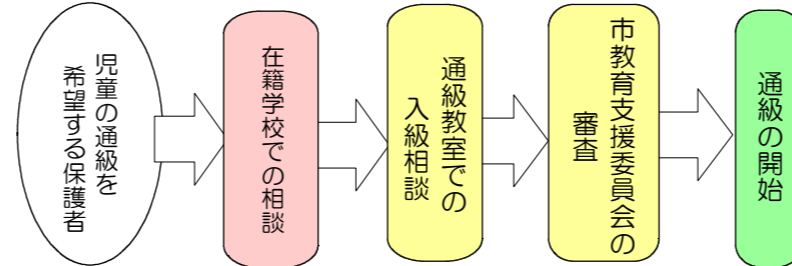 児童の通級を
希望する保護者
在籍学校での相談
通級教室での
入級相談
市教育支援委員会の
審査
通級の開始